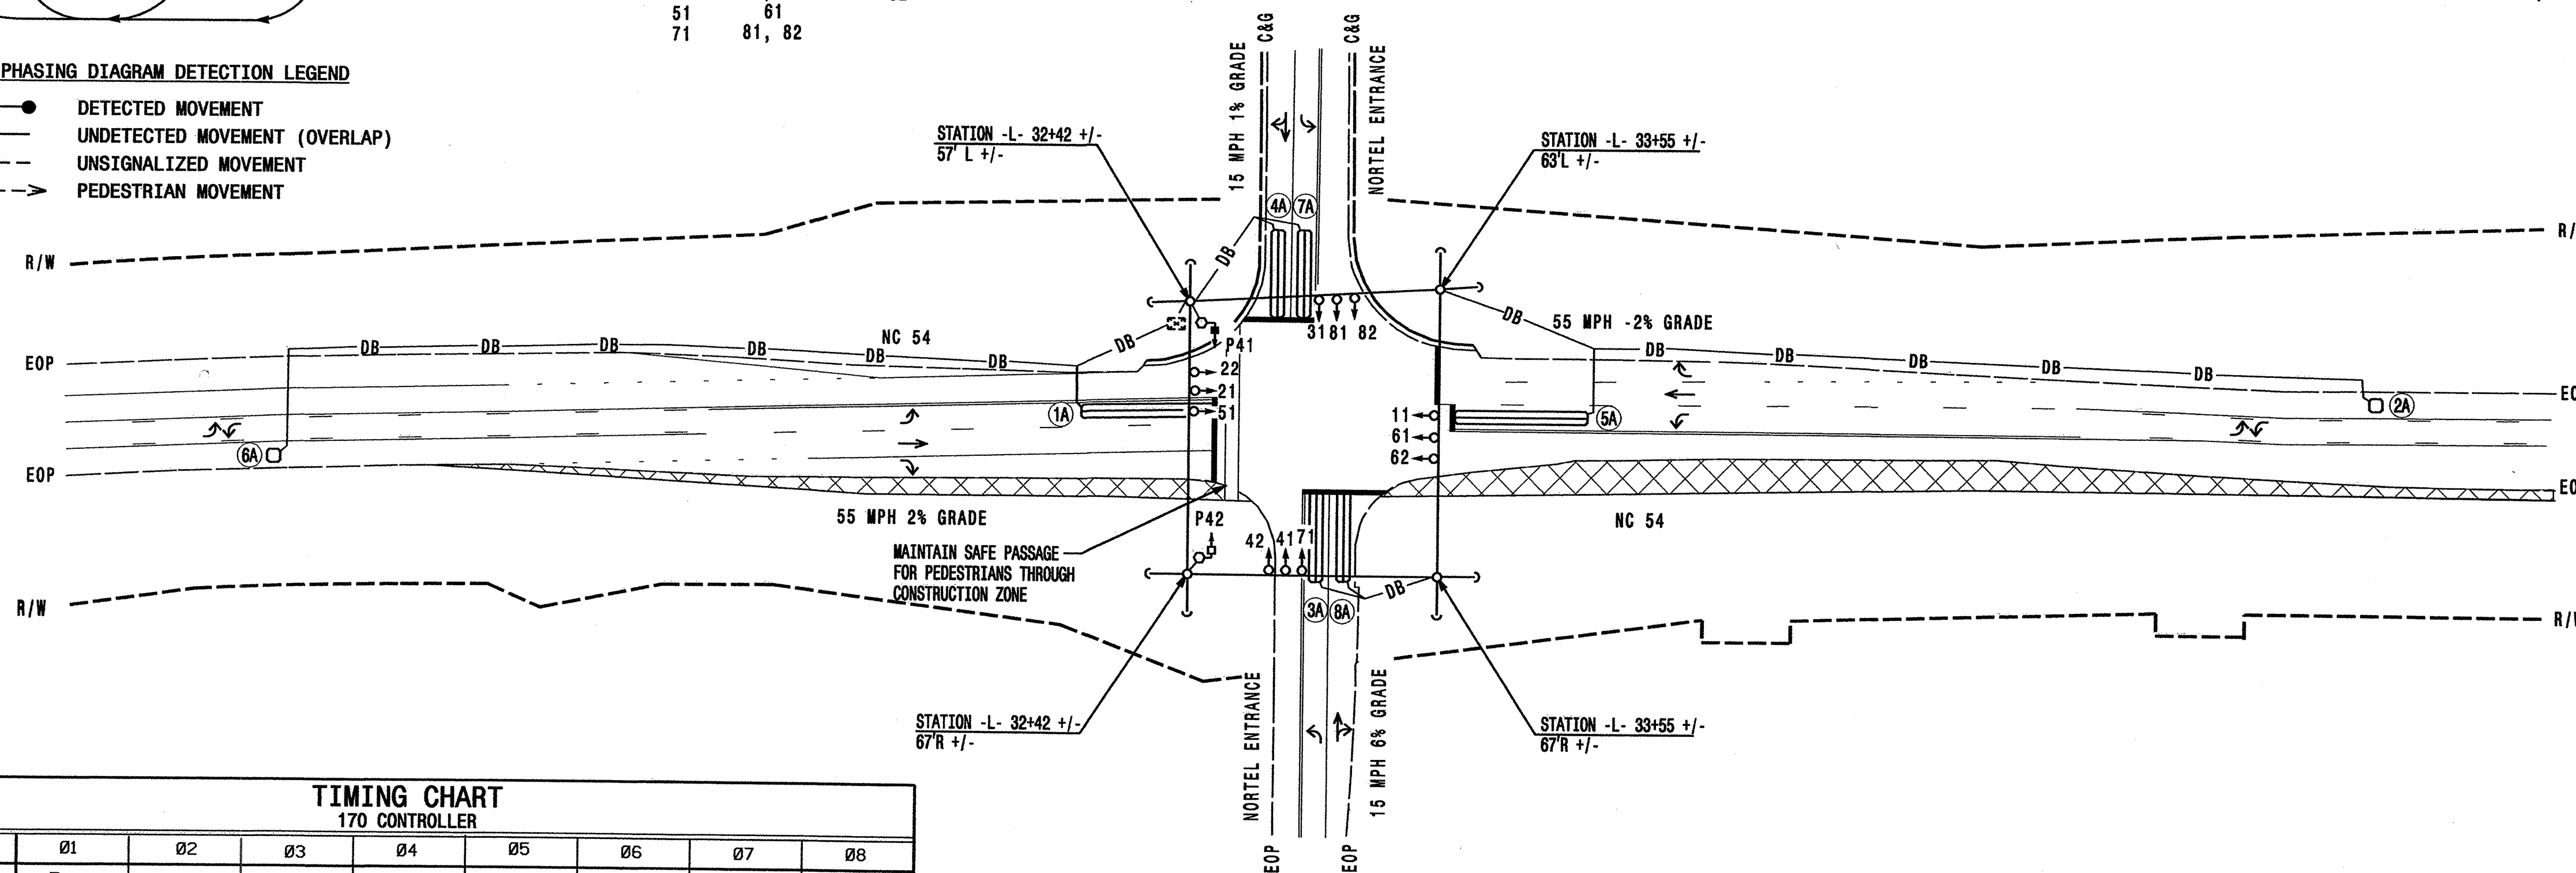 51 61
71 81, 82
PHASING DIAGRAM DETECTION LEGEND
DETECTED MOVEMENT
UNDETECTED MOVEMENT (OVERLAP)
UNSIGNALIZED MOVEMENT
PEDESTRIAN MOVEMENT
15 MPH 1% GRADE
C&G
C&G
NORTEL ENTRANCE
STATION -L- 32+42 +/-
57' L +/-
STATION -L- 33+55 +/-
63'L +/-
4A 7A
DB
R/W
R/
31 81 82
DB
55 MPH -2% GRADE
NC 54
DB DB DB DB DB DB DB
P41
DB DB DB DB DB
EOP
22
21
1A
51
11
5A
2A
61
6A
62
EOP
55 MPH 2% GRADE
P42
NC 54
MAINTAIN SAFE PASSAGE
FOR PEDESTRIANS THROUGH
CONSTRUCTION ZONE
42 41 71
DB
3A 8A
R/W
NORTEL ENTRANCE
15 MPH 6% GRADE
STATION -L- 32+42 +/-
67'R +/-
STATION -L- 33+55 +/-
67'R +/-
EOP
EOP
TIMING CHART
170 CONTROLLER
Ø1 Ø2 Ø3 Ø4 Ø5 Ø6 Ø7 Ø8